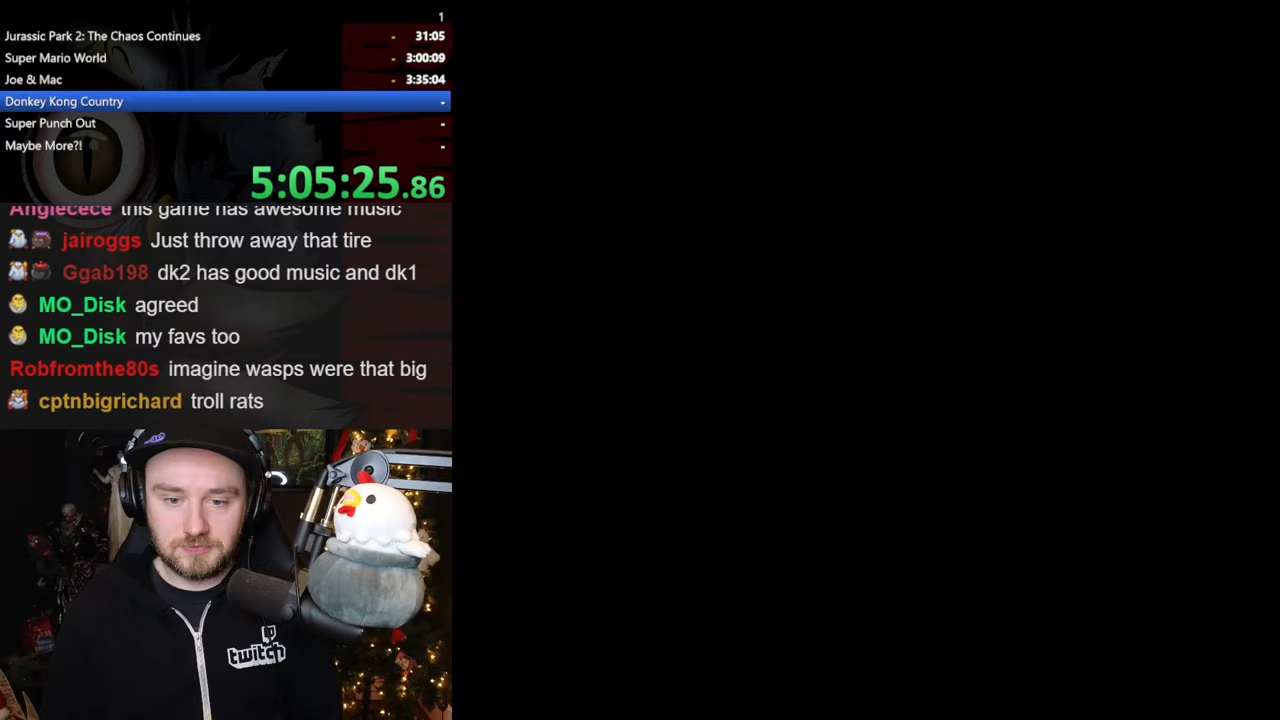 1
Jurassic Park 2: The Chaos Continues - 31:05
Super Mario World - 3:00:09
Joe & Mac - 3:35:04
Donkey Kong Country -
Super Punch Out -
Maybe More?! -
5:05:25.86
Angiecece this game has awesome music
jairoggs Just throw away that tire
Ggab198 dk2 has good music and dk1
MO_Disk agreed
MO_Disk my favs too
Robfromthe80s imagine wasps were that big
cptnbigrichard troll rats
twitch
twitch